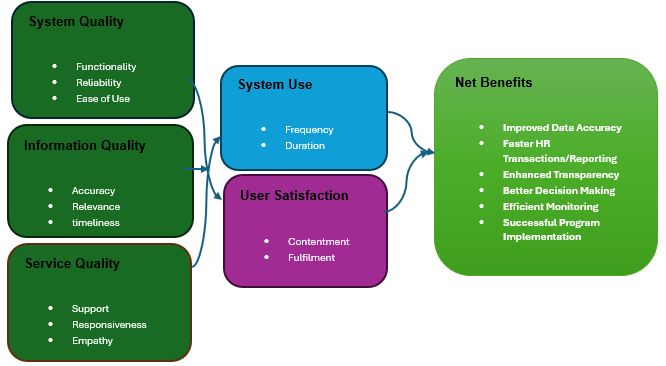 System Quality
• Functionality
• Reliability
• Ease of Use
Information Quality
• Accuracy
• Relevance
• timeliness
Service Quality
• Support
• Responsiveness
• Empathy
System Use
• Frequency
• Duration
User Satisfaction
• Contentment
• Fulfilment
Net Benefits
• Improved Data Accuracy
• Faster HR
Transactions/Reporting
• Enhanced Transparency
• Better Decision Making
• Efficient Monitoring
• Successful Program
Implementation